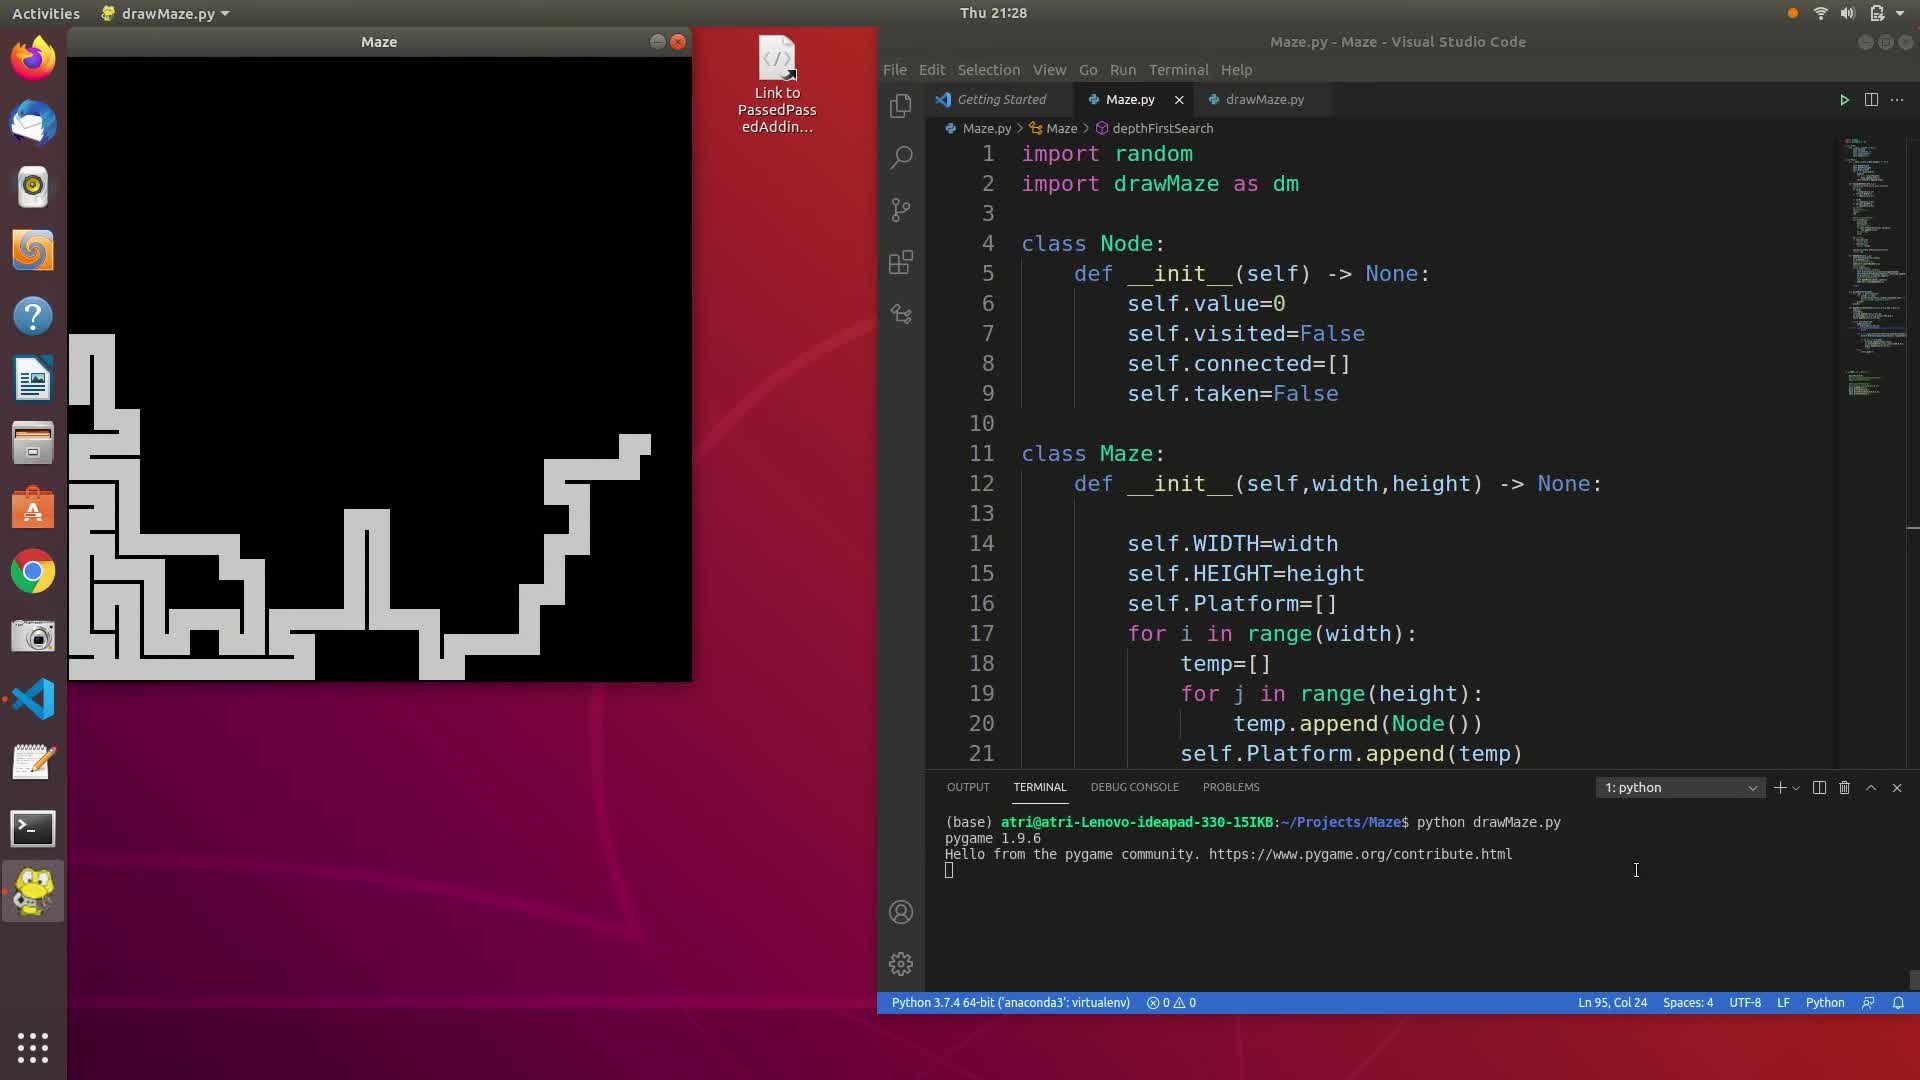 Activities
drawMaze.py
Thu 21:28
Maze
Link to
PassedPass
edAddin...
Maze.py - Maze - Visual Studio Code
File Edit Selection View Go Run Terminal Help
Getting Started
Maze.py
drawMaze.py
Maze.py > Maze > depthFirstSearch
1 import random
2 import drawMaze as dm
3
4 class Node:
5 def __init__(self) -> None:
6 self.value=0
7 self.visited=False
8 self.connected=[]
9 self.taken=False
10
11 class Maze:
12 def __init__(self,width,height) -> None:
13
14 self.WIDTH=width
15 self.HEIGHT=height
16 self.Platform=[]
17 for i in range(width):
18 temp=[]
19 for j in range(height):
20 temp.append(Node())
21 self.Platform.append(temp)
OUTPUT TERMINAL DEBUG CONSOLE PROBLEMS
1: python
(base) atri@atri-Lenovo-ideapad-330-15IKB:~/Projects/Maze$ python drawMaze.py
pygame 1.9.6
Hello from the pygame community. https://www.pygame.org/contribute.html
Python 3.7.4 64-bit ('anaconda3': virtualenv) 0 0
Ln 95, Col 24 Spaces: 4 UTF-8 LF Python